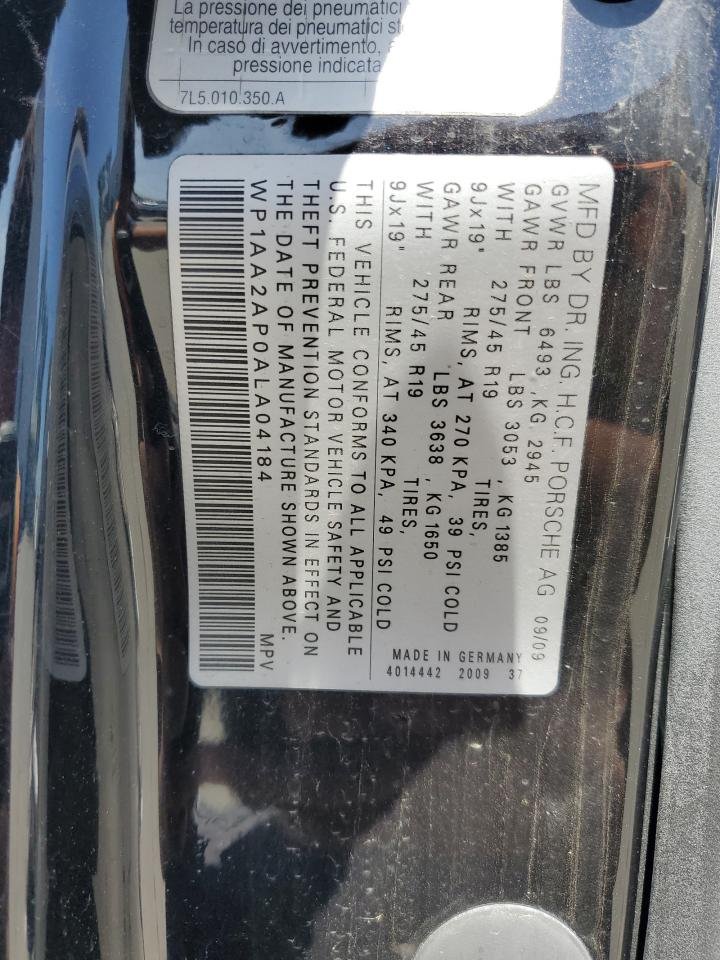 La pressione dei pneumatici
temperatura dei pneumatici
In caso di avvertimento,
pressione indicata
7L5.010.350.A
MFD BY DR. ING. H.C.F. PORSCHE AG 09/09
GVWR LBS 6493 ,KG 2945
GAWR FRONT LBS 3053 , KG 1385
WITH 275/45 R19 TIRES,
9Jx19" RIMS, AT 270 KPA, 39 PSI COLD
GAWR REAR LBS 3638 , KG 1650
WITH 275/45 R19 TIRES,
9Jx19" RIMS, AT 340 KPA, 49 PSI COLD
MADE IN GERMANY
4014442 2009 37
THIS VEHICLE CONFORMS TO ALL APPLICABLE
U.S. FEDERAL MOTOR VEHICLE SAFETY AND
THEFT PREVENTION STANDARDS IN EFFECT ON
THE DATE OF MANUFACTURE SHOWN ABOVE.
WP1AA2AP0ALA04184 MPV